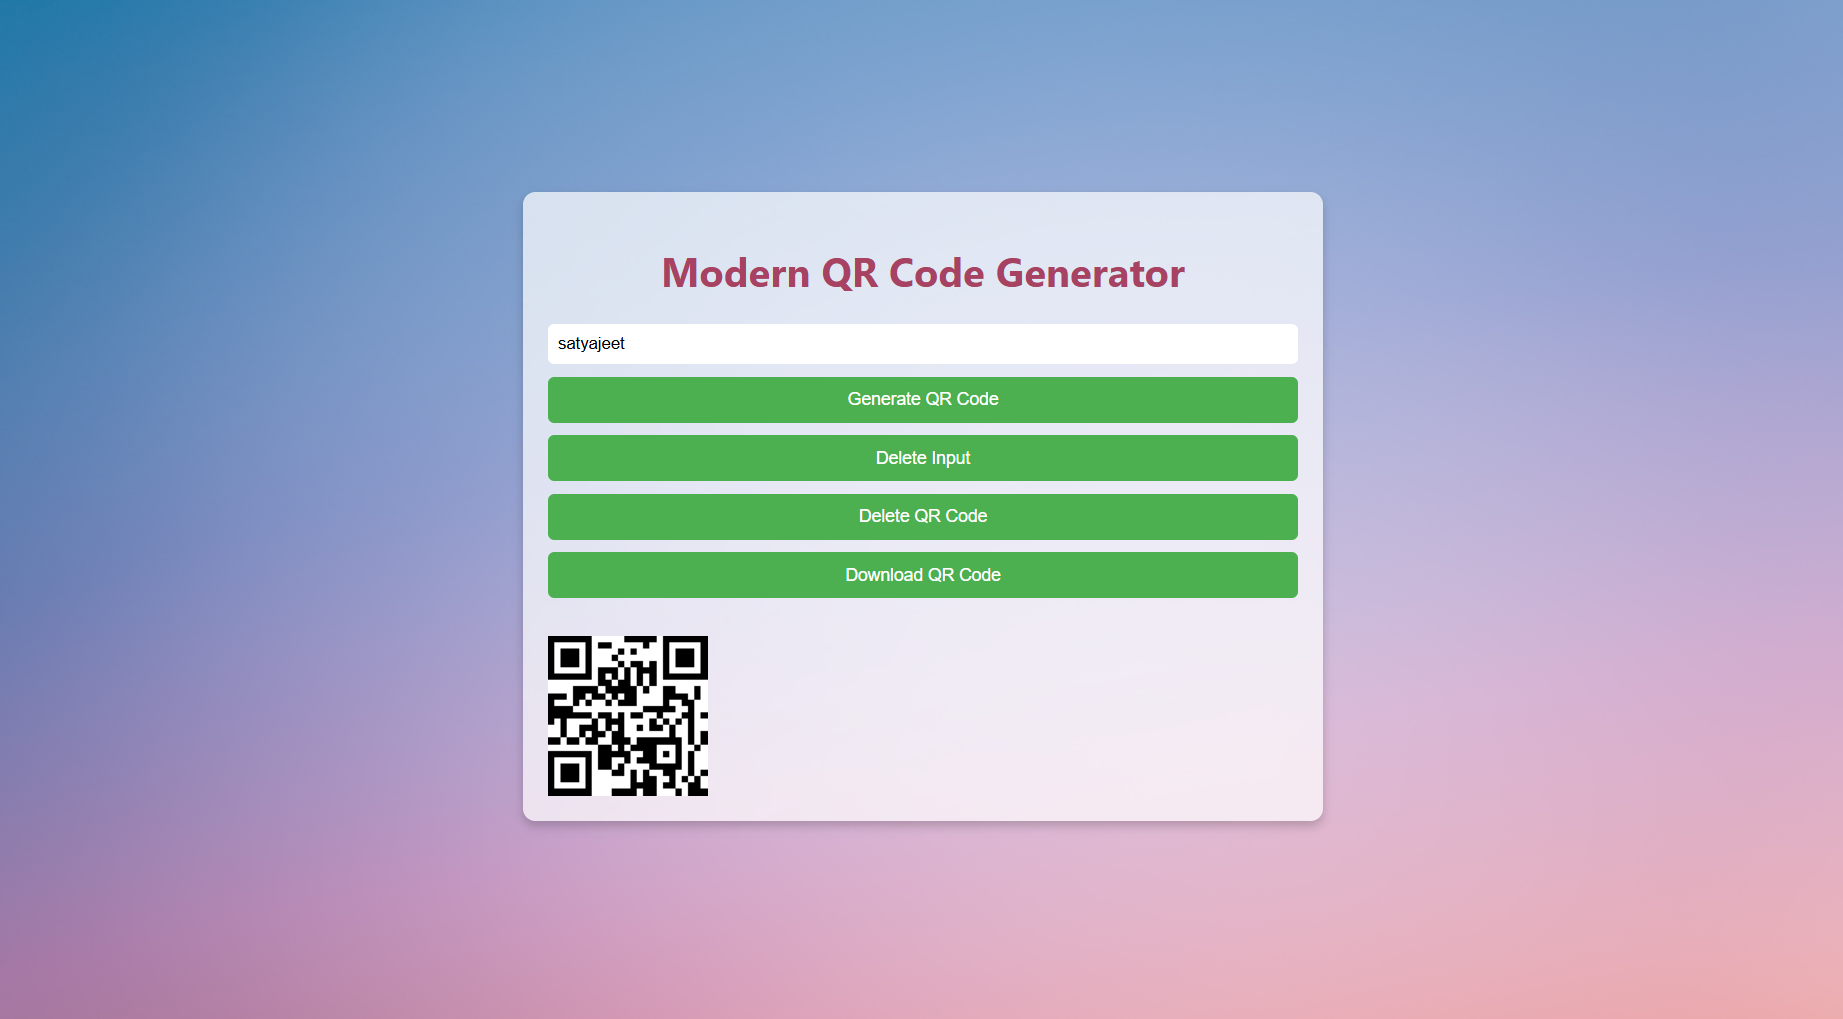 Modern QR Code Generator
satyajeet
Generate QR Code
Delete Input
Delete QR Code
Download QR Code